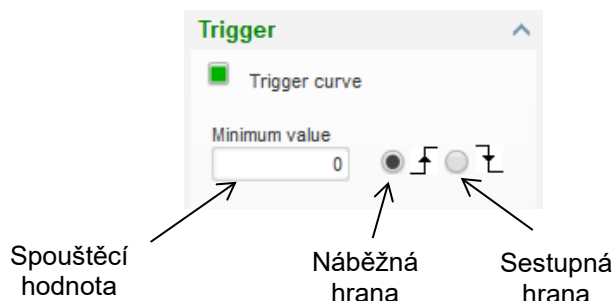 Trigger
Trigger curve
Minimum value
0
Spouštěcí
hodnota
Náběžná
hrana
Sestupná
hrana